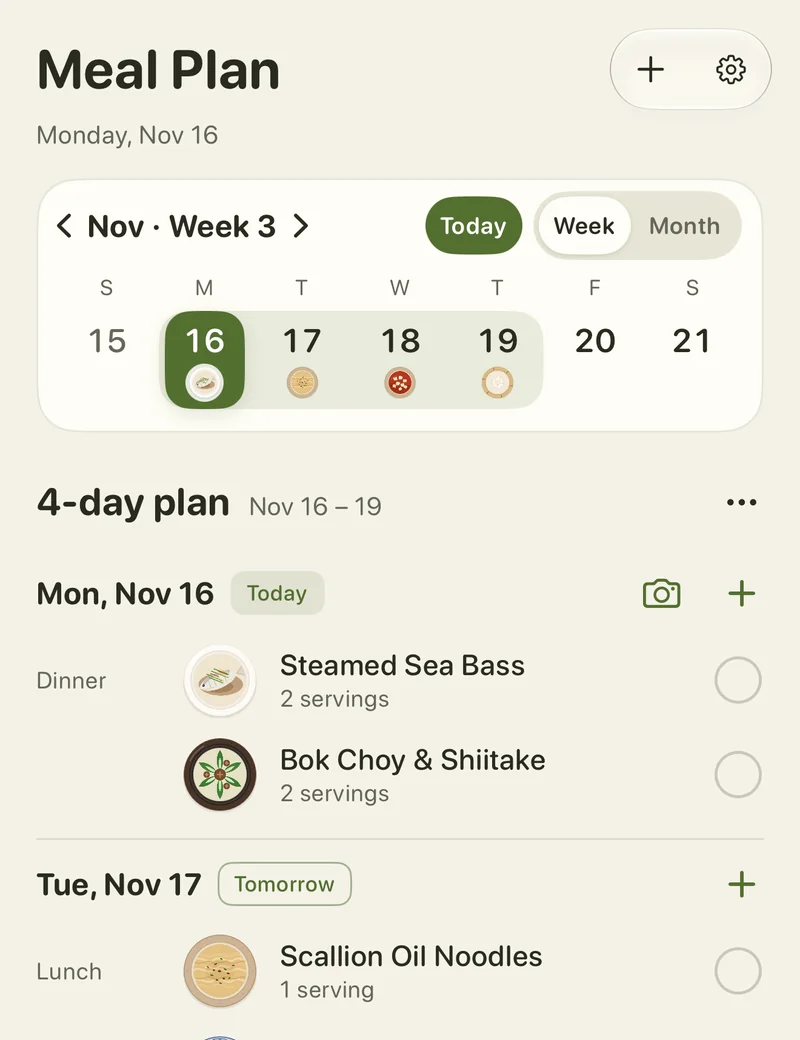 Meal Plan
Monday, Nov 16
Nov · Week 3
Today
Week
Month
S M T W T F S
15 16 17 18 19 20 21
4-day plan Nov 16 – 19
Mon, Nov 16 Today
Dinner
Steamed Sea Bass
2 servings
Bok Choy & Shiitake
2 servings
Tue, Nov 17 Tomorrow
Lunch
Scallion Oil Noodles
1 serving